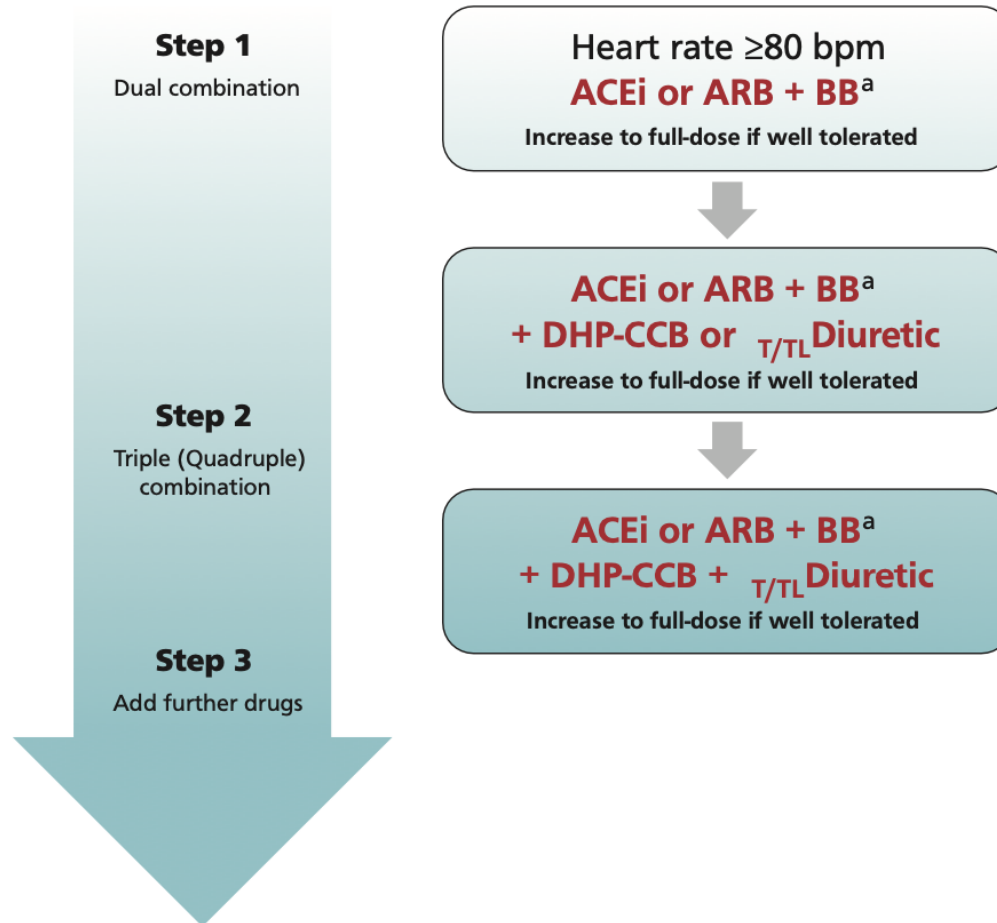 Step 1
Dual combination
Heart rate ≥80 bpm
ACEi or ARB + BBᵃ
Increase to full-dose if well tolerated
ACEi or ARB + BBᵃ
+ DHP-CCB or T/TLDiuretic
Increase to full-dose if well tolerated
Step 2
Triple (Quadruple)
combination
ACEi or ARB + BBᵃ
+ DHP-CCB + T/TLDiuretic
Increase to full-dose if well tolerated
Step 3
Add further drugs